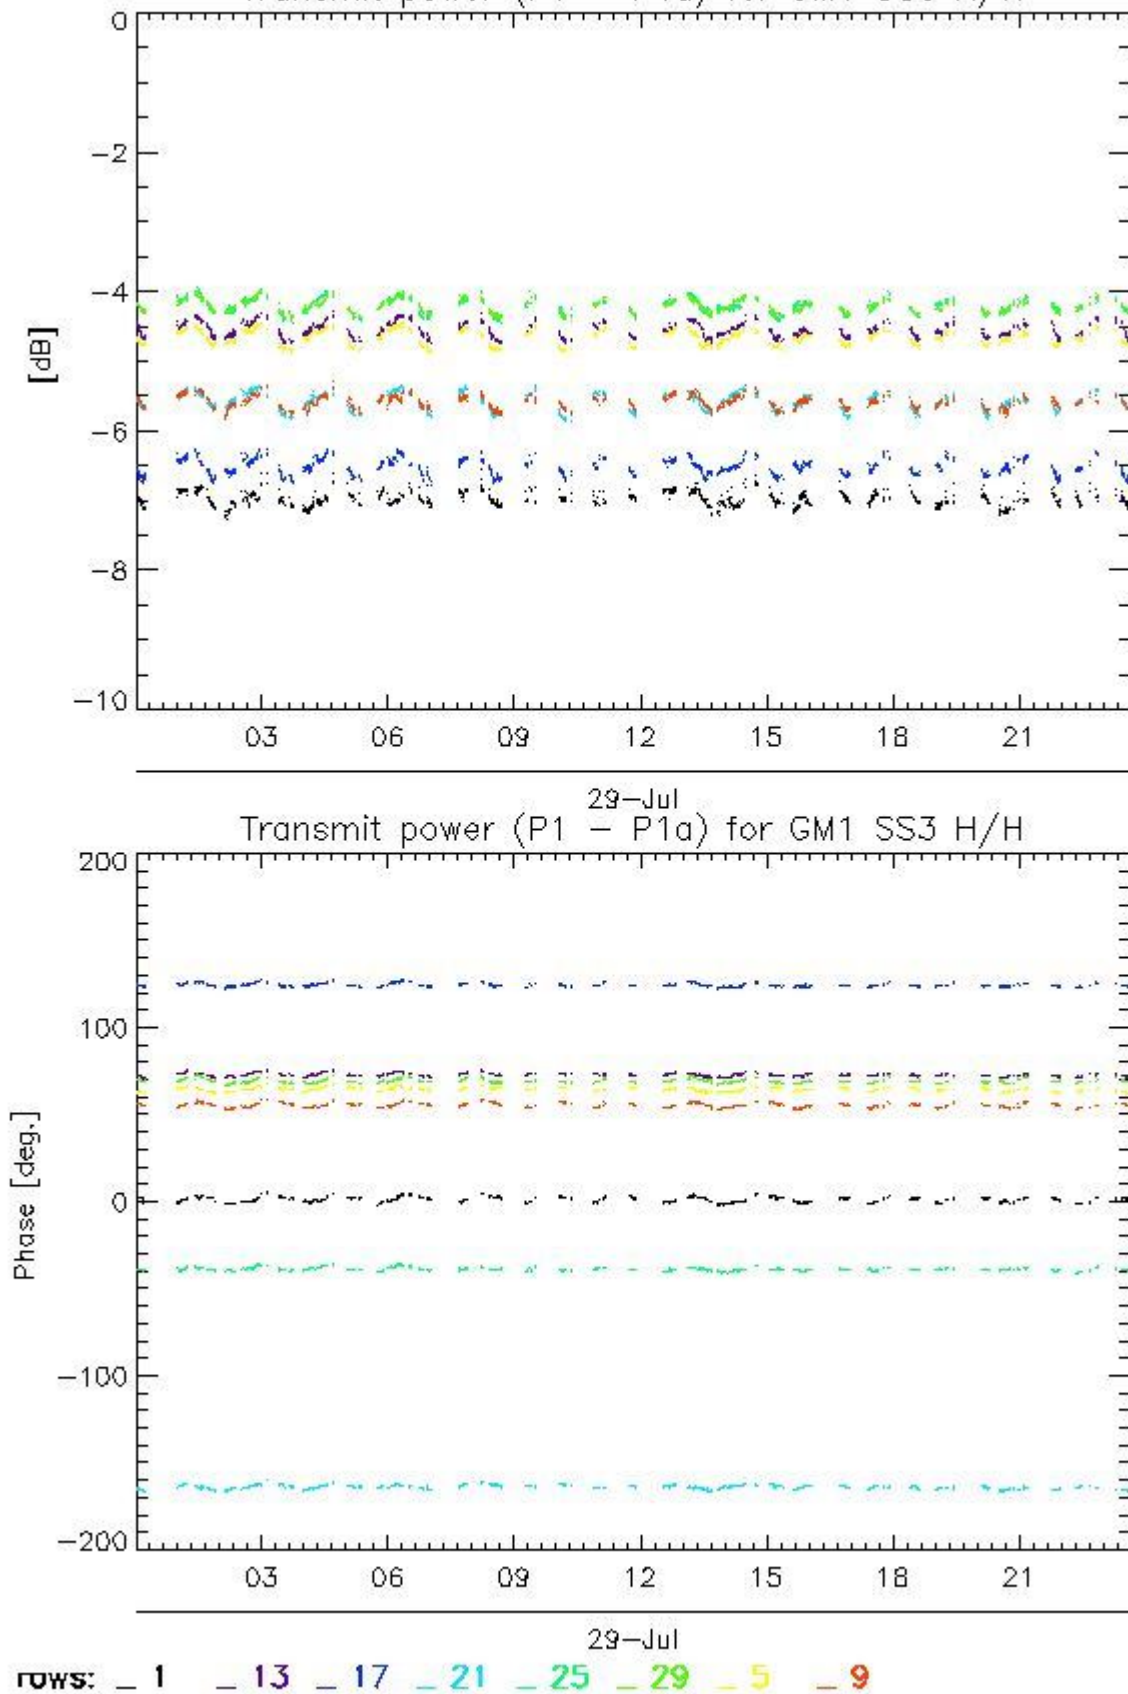 0
-2
-4
[dB]
-6
-8
-10
03 06 09 12 15 18 21
29-Jul
Transmit power (P1 - P1a) for GM1 SS3 H/H
200
100
Phase [deg.]
0
-100
-200
03 06 09 12 15 18 21
29-Jul
rows: _ 1 _ 13 _ 17 _ 21 _ 25 _ 29 _ 5 _ 9